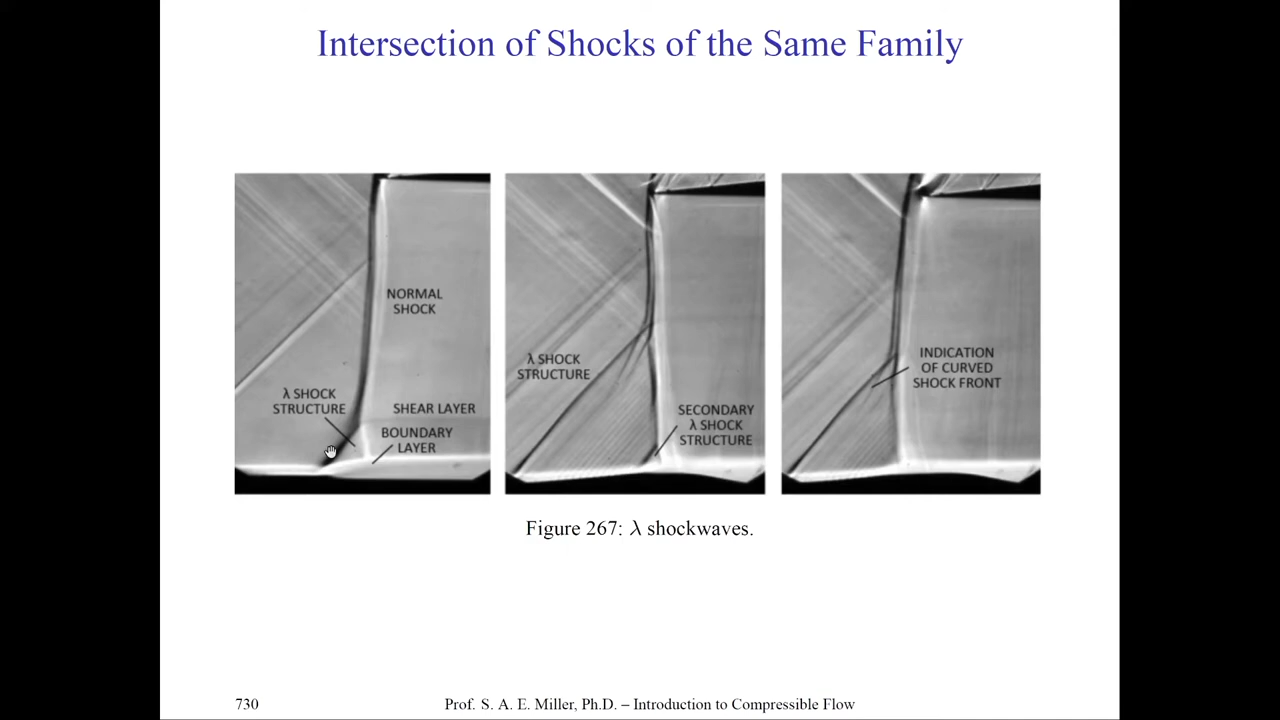 Intersection of Shocks of the Same Family
NORMAL
SHOCK
λ SHOCK
STRUCTURE
SHEAR LAYER
BOUNDARY
LAYER
λ SHOCK
STRUCTURE
SECONDARY
λ SHOCK
STRUCTURE
INDICATION
OF CURVED
SHOCK FRONT
Figure 267: λ shockwaves.
730
Prof. S. A. E. Miller, Ph.D. – Introduction to Compressible Flow